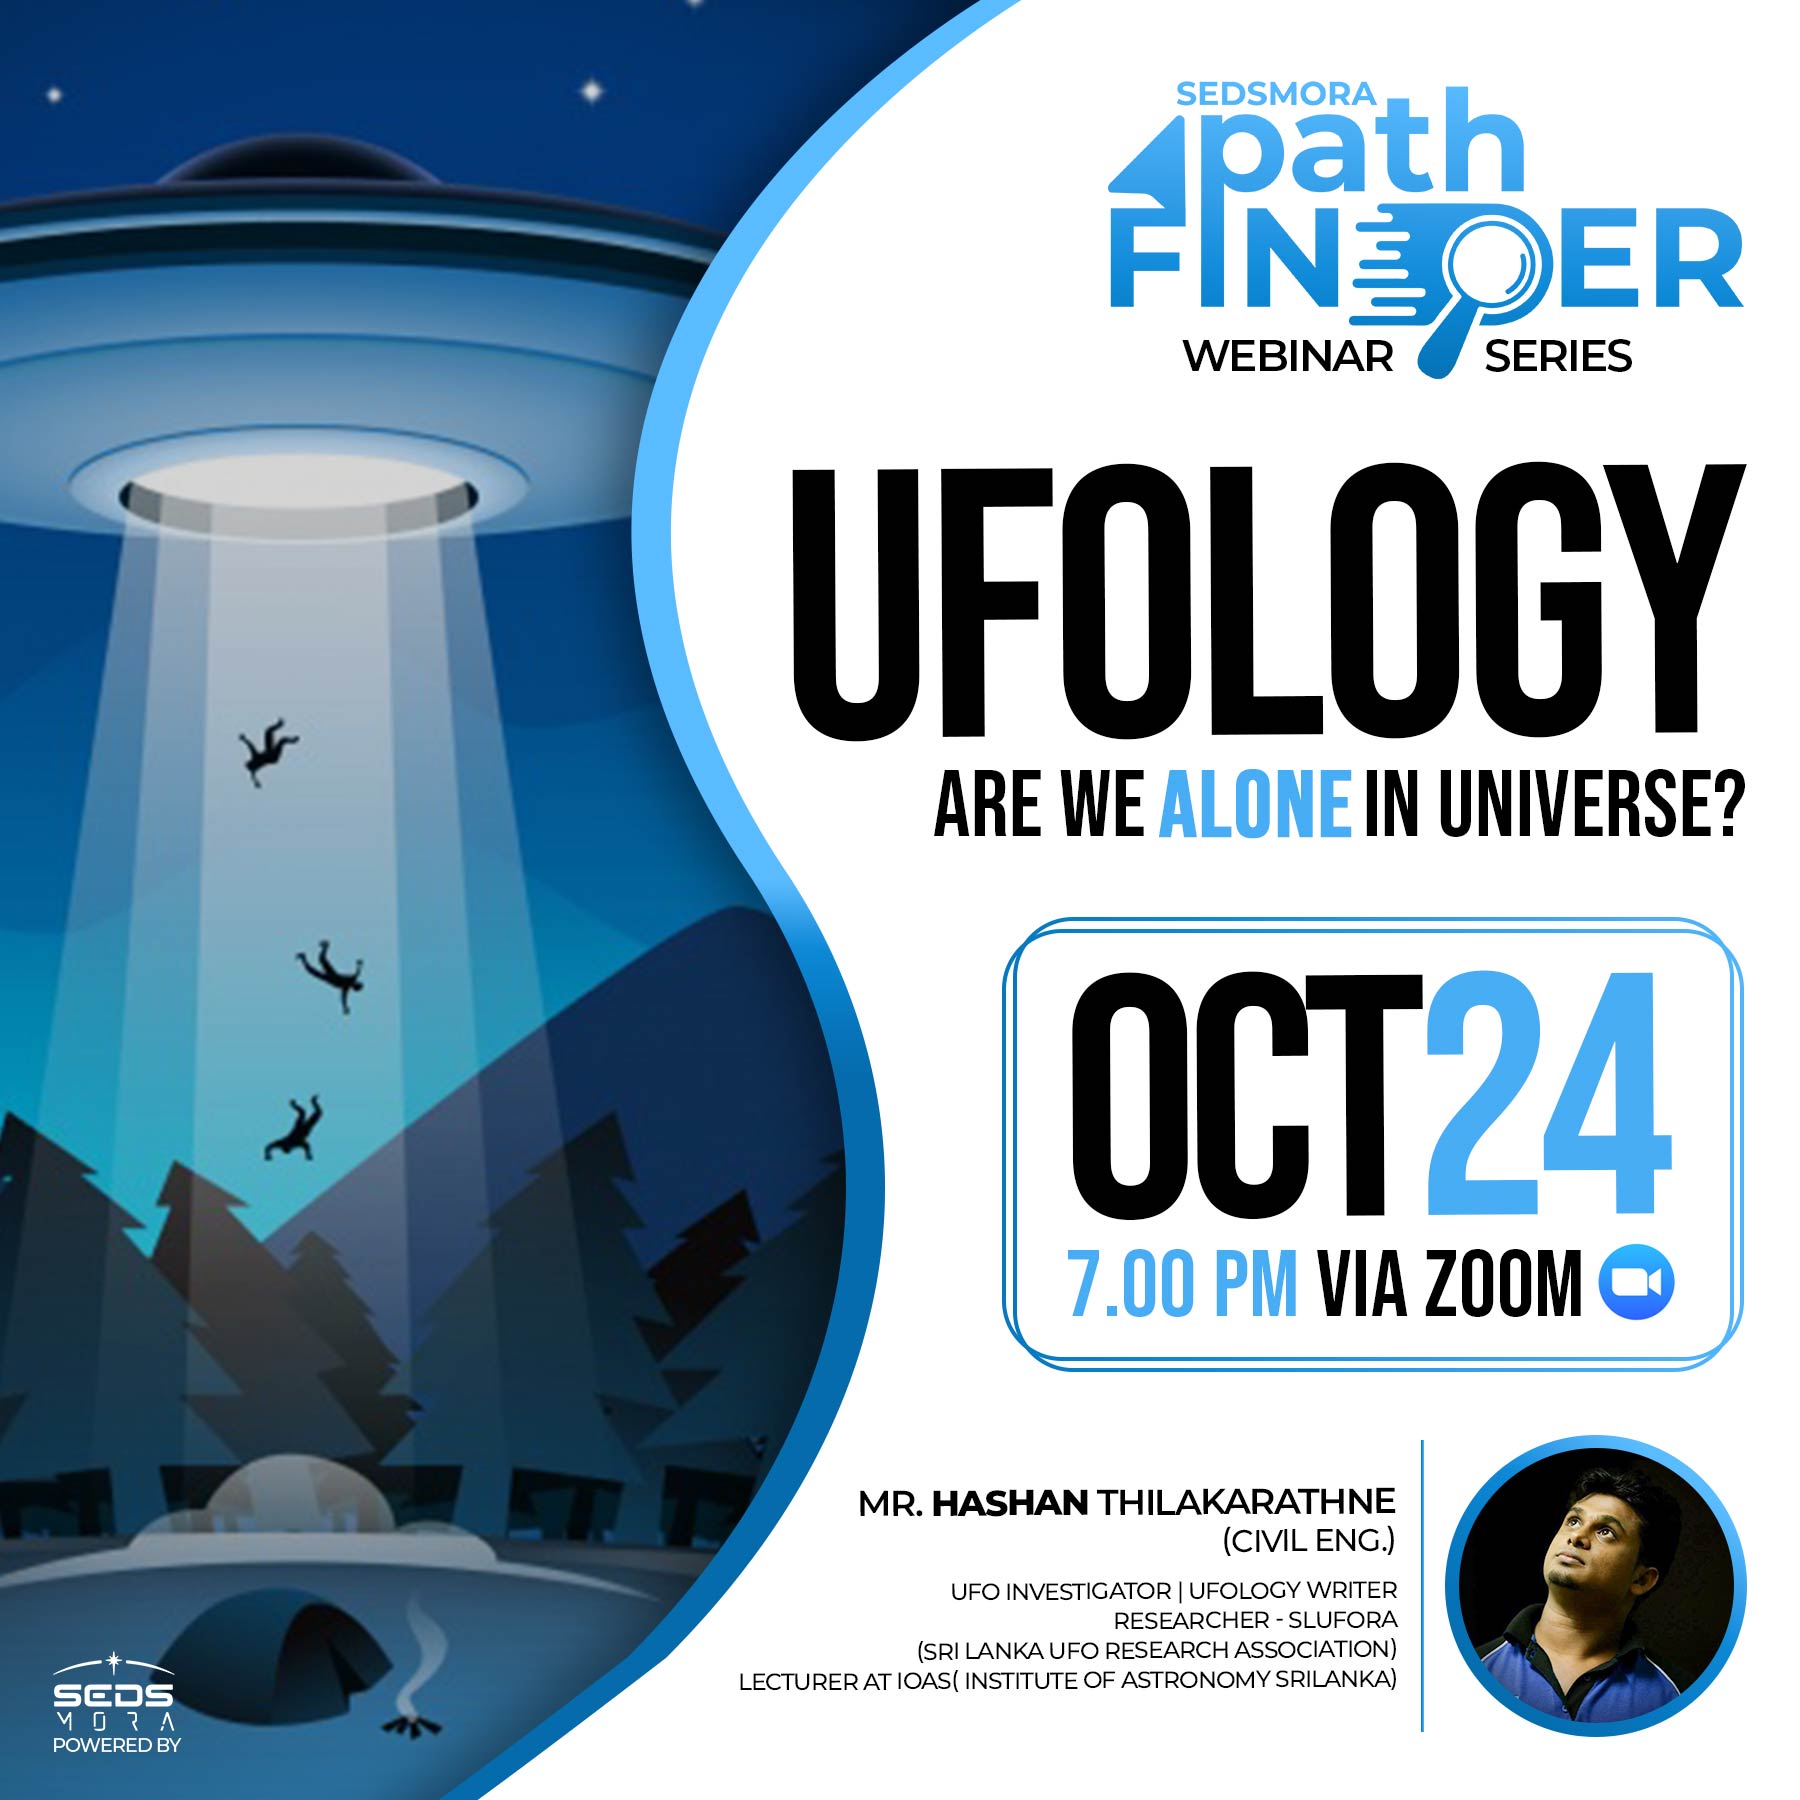 SEDSMORA
path
FINDER
WEBINAR SERIES
UFOLOGY
ARE WE ALONE IN UNIVERSE?
OCT24
7.00 PM VIA ZOOM
MR. HASHAN THILAKARATHNE
(CIVIL ENG.)
UFO INVESTIGATOR | UFOLOGY WRITER
RESEARCHER - SLUFORA
(SRI LANKA UFO RESEARCH ASSOCIATION)
LECTURER AT IOAS( INSTITUTE OF ASTRONOMY SRILANKA)
SEDS
MORA
POWERED BY